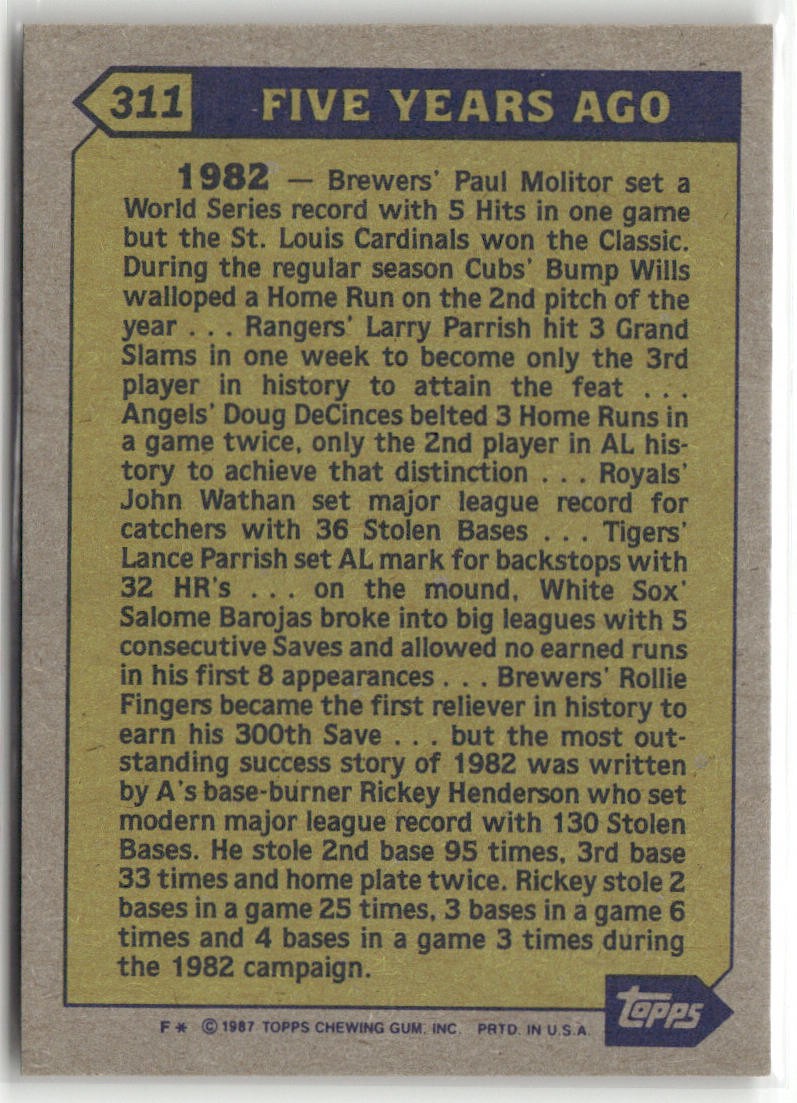 311 FIVE YEARS AGO
1982 — Brewers' Paul Molitor set a
World Series record with 5 Hits in one game
but the St. Louis Cardinals won the Classic.
During the regular season Cubs' Bump Wills
walloped a Home Run on the 2nd pitch of the
year . . . Rangers' Larry Parrish hit 3 Grand
Slams in one week to become only the 3rd
player in history to attain the feat . . .
Angels' Doug DeCinces belted 3 Home Runs in
a game twice, only the 2nd player in AL his-
tory to achieve that distinction . . . Royals'
John Wathan set major league record for
catchers with 36 Stolen Bases . . . Tigers'
Lance Parrish set AL mark for backstops with
32 HR's . . . on the mound, White Sox'
Salome Barojas broke into big leagues with 5
consecutive Saves and allowed no earned runs
in his first 8 appearances . . . Brewers' Rollie
Fingers became the first reliever in history to
earn his 300th Save . . . but the most out-
standing success story of 1982 was written
by A's base-burner Rickey Henderson who set
modern major league record with 130 Stolen
Bases. He stole 2nd base 95 times, 3rd base
33 times and home plate twice. Rickey stole 2
bases in a game 25 times, 3 bases in a game 6
times and 4 bases in a game 3 times during
the 1982 campaign.
topps
F* © 1987 TOPPS CHEWING GUM, INC. PRTD. IN U.S.A.